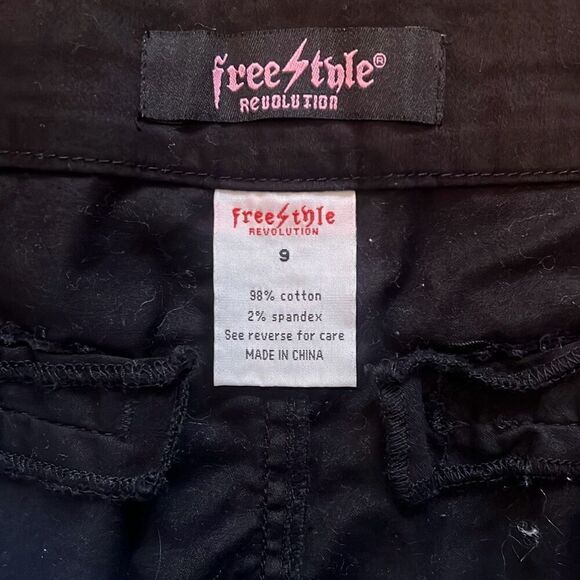 freestyle®
REVOLUTION
freestyle
REVOLUTION
9
98% cotton
2% spandex
See reverse for care
MADE IN CHINA